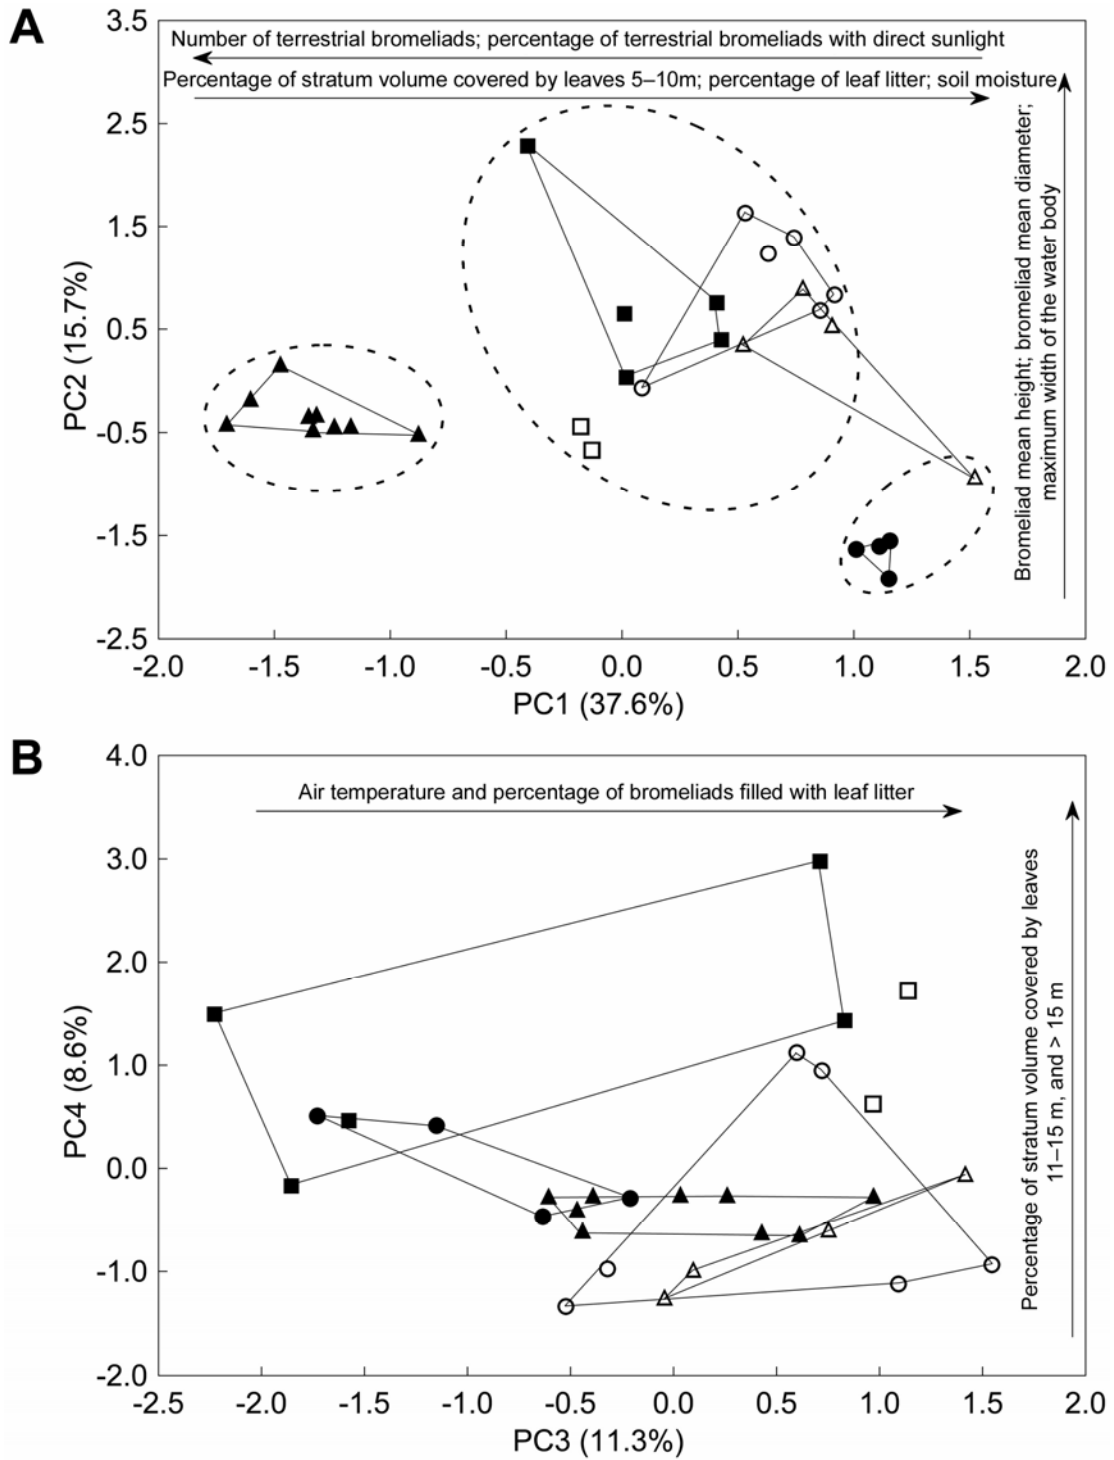 A
3.5
Number of terrestrial bromeliads; percentage of terrestrial bromeliads with direct sunlight
Percentage of stratum volume covered by leaves 5–10m; percentage of leaf litter; soil moisture
2.5
1.5
0.5
-0.5
-1.5
-2.5
PC2 (15.7%)
Bromeliad mean height; bromeliad mean diameter;
maximum width of the water body
-2.0 -1.5 -1.0 -0.5 0.0 0.5 1.0 1.5 2.0
PC1 (37.6%)
B
4.0
Air temperature and percentage of bromeliads filled with leaf litter
3.0
2.0
1.0
0.0
-1.0
-2.0
PC4 (8.6%)
Percentage of stratum volume covered by leaves
11–15 m, and > 15 m
-2.5 -2.0 -1.5 -1.0 -0.5 0.0 0.5 1.0 1.5 2.0
PC3 (11.3%)